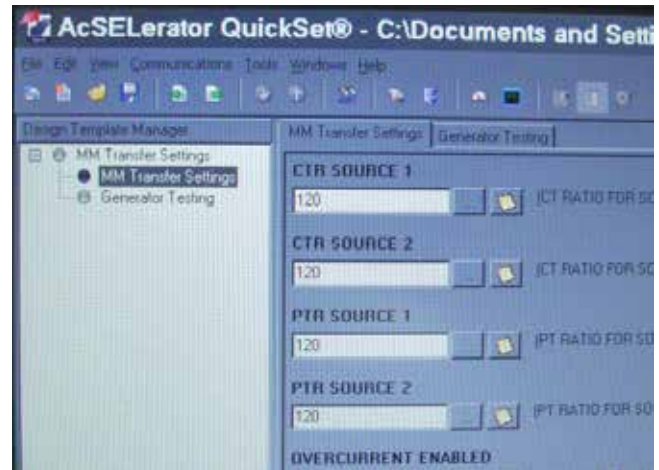 AcSELerator QuickSet® - C:\Documents and Setti
File Edit View Communications Tools Windows Help
Design Template Manager
MM Transfer Settings
MM Transfer Settings
Generator Testing
MM Transfer Settings Generator Testing
CTR SOURCE 1
120
(CT RATIO FOR SO
CTR SOURCE 2
120
(CT RATIO FOR SO
PTR SOURCE 1
120
(PT RATIO FOR SO
PTR SOURCE 2
120
(PT RATIO FOR SO
OVERCURRENT ENABLED